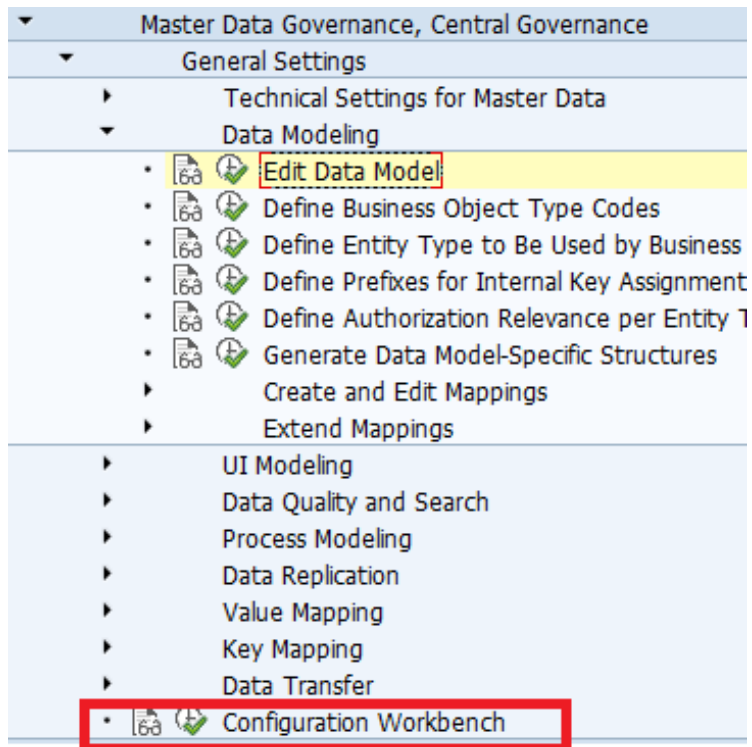 Master Data Governance, Central Governance
General Settings
Technical Settings for Master Data
Data Modeling
Edit Data Model
Define Business Object Type Codes
Define Entity Type to Be Used by Business
Define Prefixes for Internal Key Assignment
Define Authorization Relevance per Entity T
Generate Data Model-Specific Structures
Create and Edit Mappings
Extend Mappings
UI Modeling
Data Quality and Search
Process Modeling
Data Replication
Value Mapping
Key Mapping
Data Transfer
Configuration Workbench